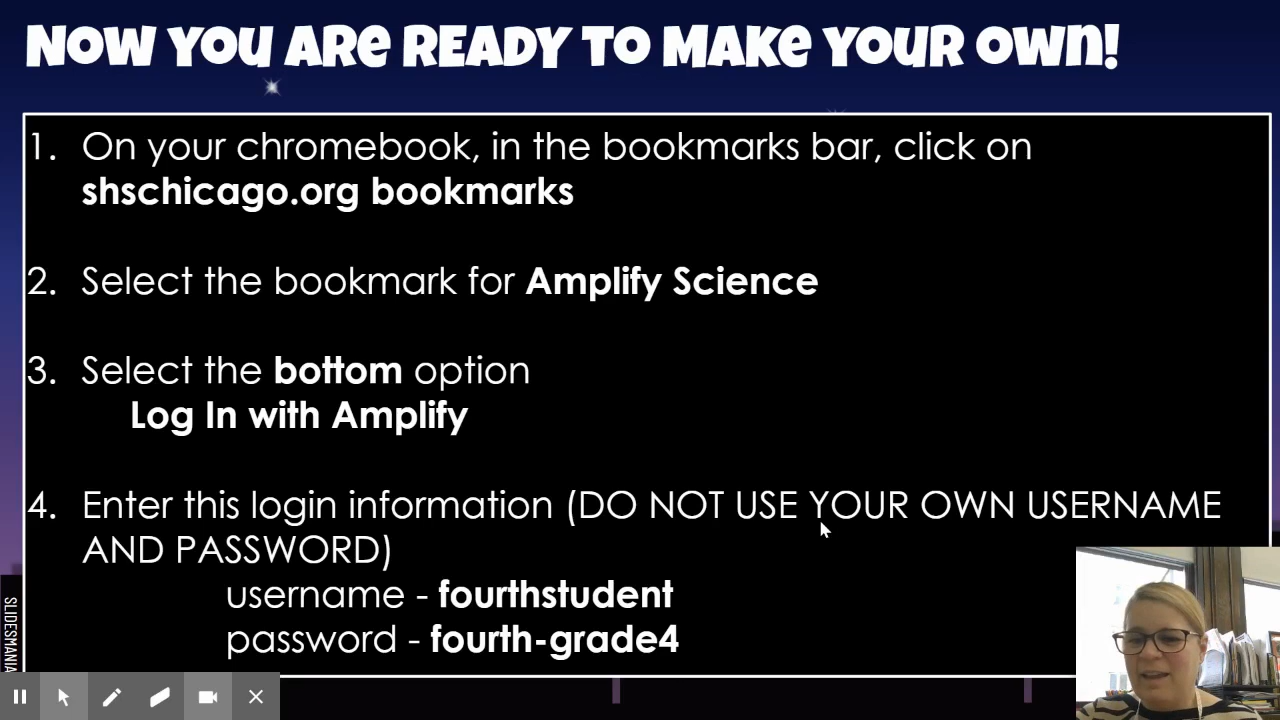 Now you are ready to make your own!
1. On your chromebook, in the bookmarks bar, click on
shschicago.org bookmarks
2. Select the bookmark for Amplify Science
3. Select the bottom option
Log In with Amplify
4. Enter this login information (DO NOT USE YOUR OWN USERNAME
AND PASSWORD)
username - fourthstudent
password - fourth-grade4
SLIDESMANIA